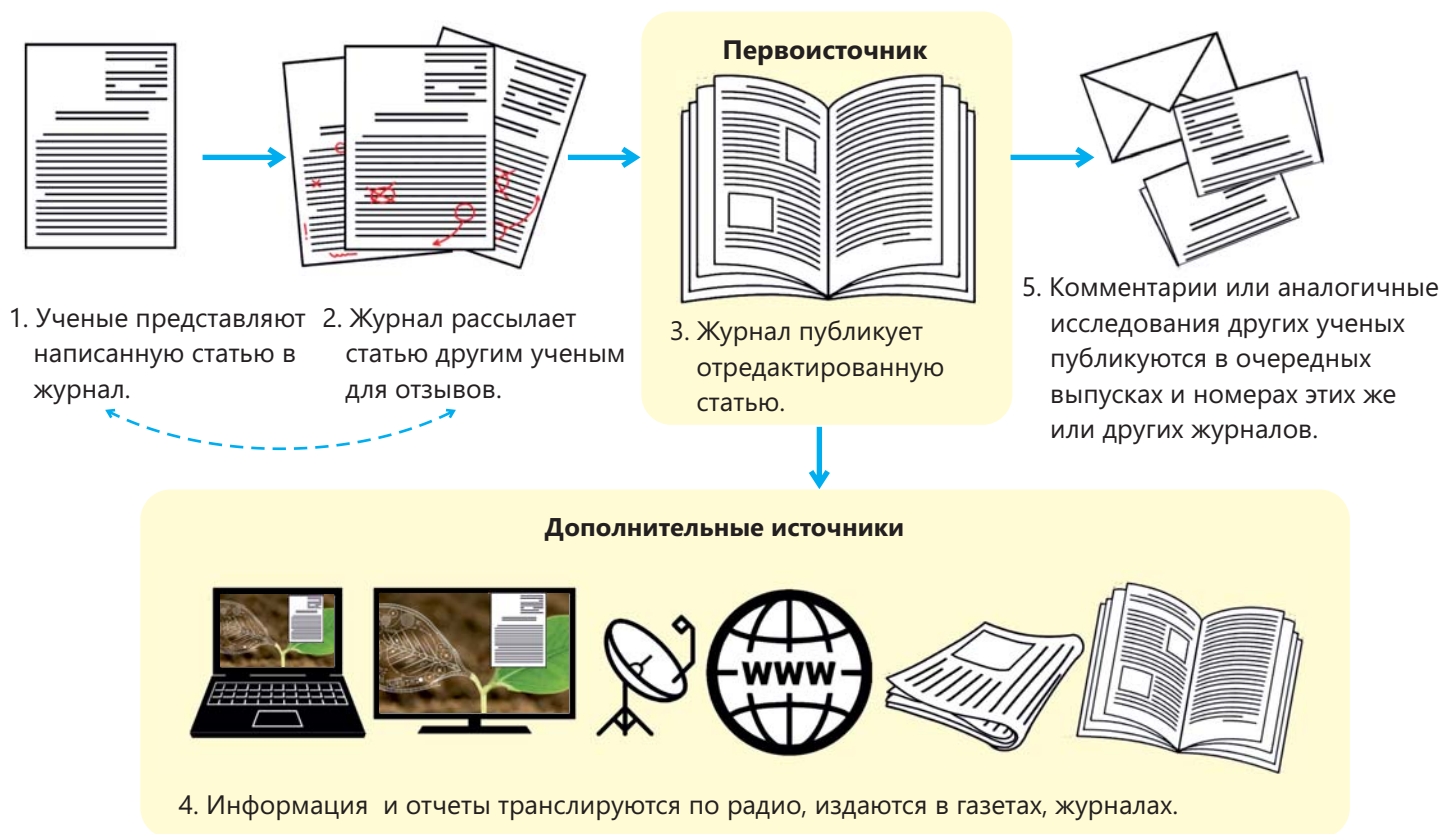 Первоисточник
1. Ученые представляют
написанную статью в
журнал.
2. Журнал рассылает
статью другим ученым
для отзывов.
3. Журнал публикует
отредактированную
статью.
5. Комментарии или аналогичные
исследования других ученых
публикуются в очередных
выпусках и номерах этих же
или других журналов.
Дополнительные источники
WWW
4. Информация и отчеты транслируются по радио, издаются в газетах, журналах.